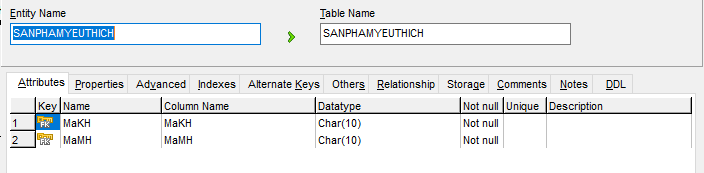 Entity Name Table Name
SANPHAMYEUTHICH SANPHAMYEUTHICH
Attributes Properties Advanced Indexes Alternate Keys Others Relationship Storage Comments Notes DDL
Key Name Column Name Datatype Not null Unique Description
1 FK MaKH MaKH Char(10) Not null
2 FK MaMH MaMH Char(10) Not null